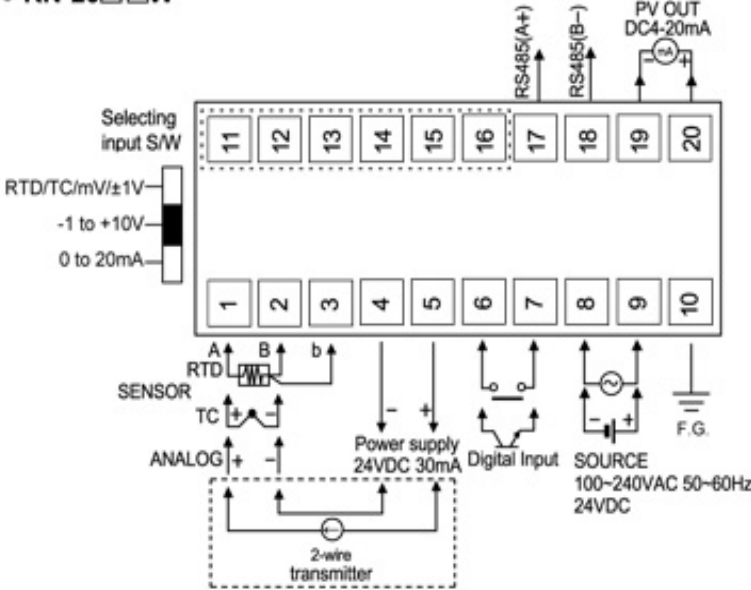 PV OUT
DC4-20mA
mA
− +
RS485(A+)
RS485(B−)
Selecting
input S/W
11 12 13 14 15 16 17 18 19 20
RTD/TC/mV/±1V
-1 to +10V
0 to 20mA
1 2 3 4 5 6 7 8 9 10
A B b
RTD
SENSOR
TC + −
ANALOG + −
− +
Power supply
24VDC 30mA
Digital Input
− +
SOURCE
100~240VAC 50~60Hz
24VDC
F.G.
2-wire
transmitter